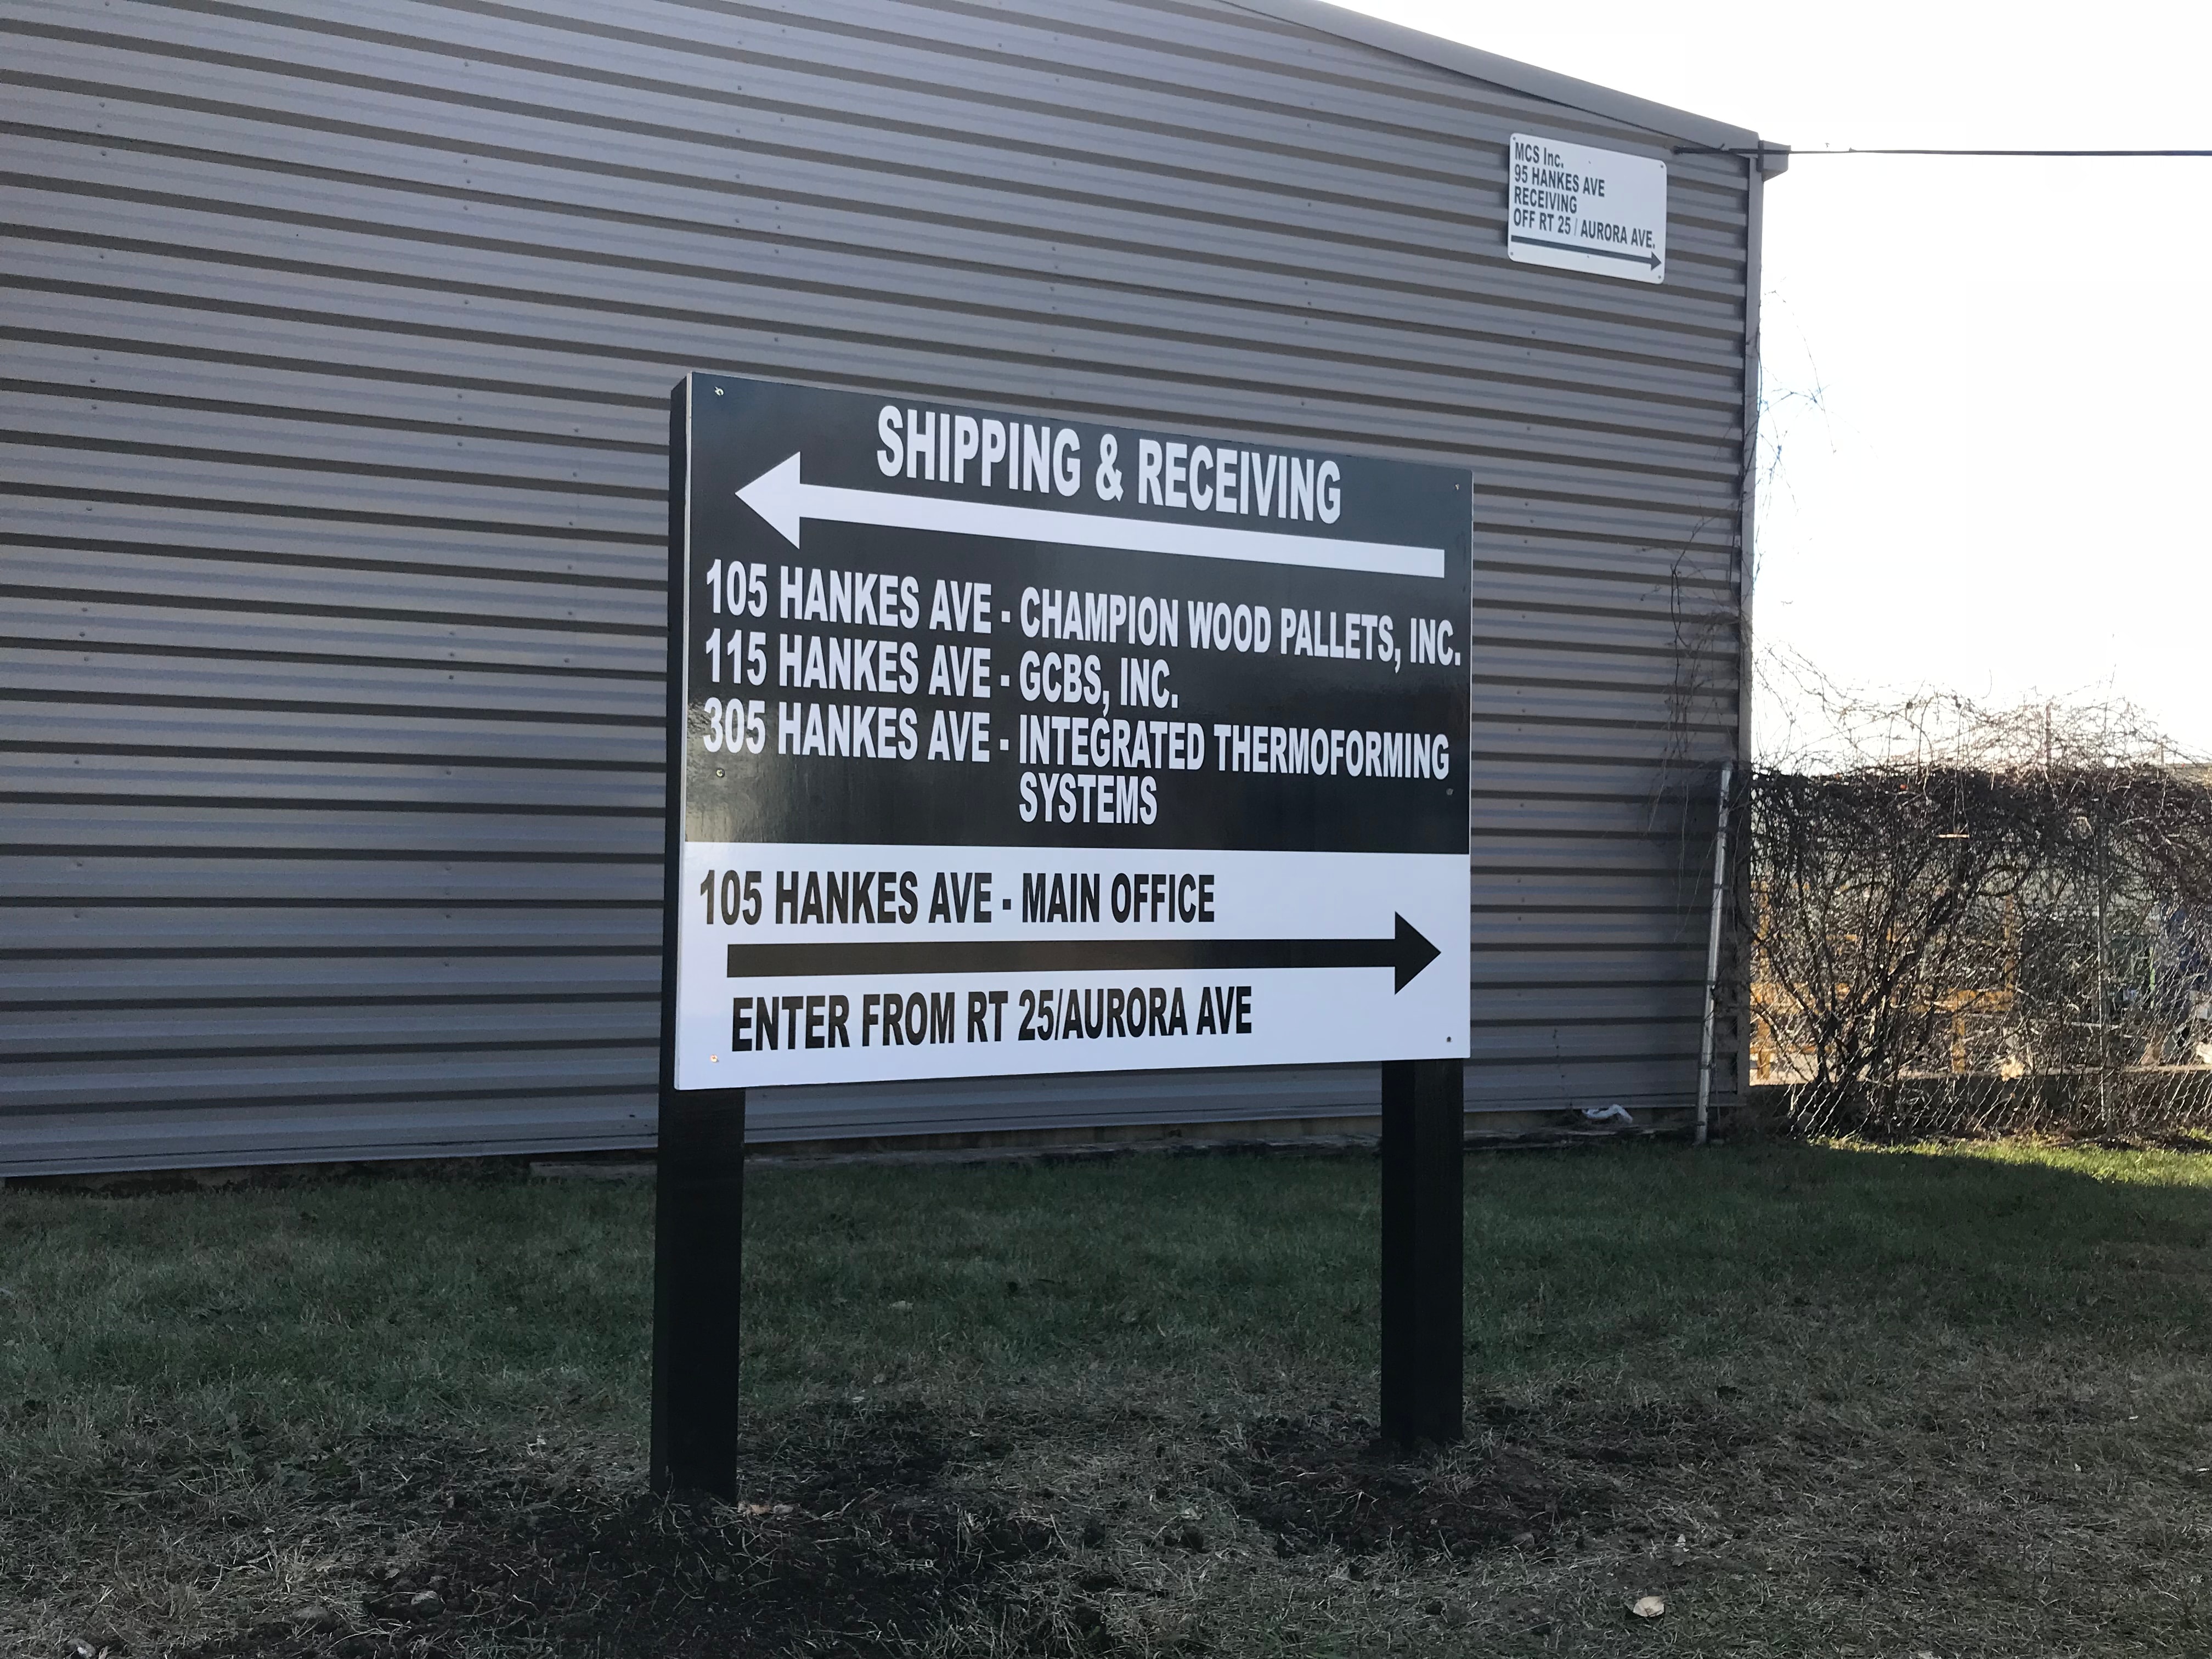 MCS Inc.
95 HANKES AVE
RECEIVING
OFF RT 25 / AURORA AVE.
SHIPPING & RECEIVING
105 HANKES AVE - CHAMPION WOOD PALLETS, INC.
115 HANKES AVE - GCBS, INC.
305 HANKES AVE - INTEGRATED THERMOFORMING
SYSTEMS
105 HANKES AVE - MAIN OFFICE
ENTER FROM RT 25/AURORA AVE